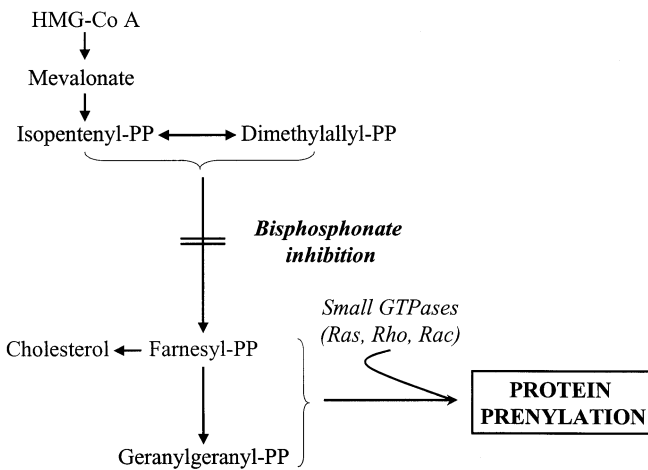 HMG-Co A
Mevalonate
Isopentenyl-PP
Dimethylallyl-PP
Bisphosphonate
inhibition
Small GTPases
(Ras, Rho, Rac)
Cholesterol
Farnesyl-PP
PROTEIN
PRENYLATION
Geranylgeranyl-PP